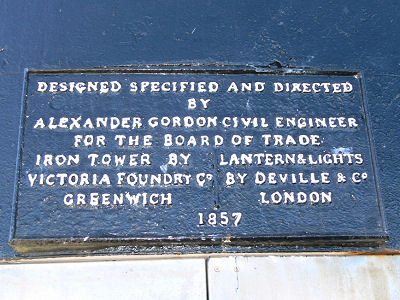 DESIGNED SPECIFIED AND DIRECTED
BY
ALEXANDER GORDON CIVIL ENGINEER
FOR THE BOARD OF TRADE
IRON TOWER BY LANTERN & LIGHTS
VICTORIA FOUNDRY Co BY DEVILLE & Co
GREENWICH LONDON
1857